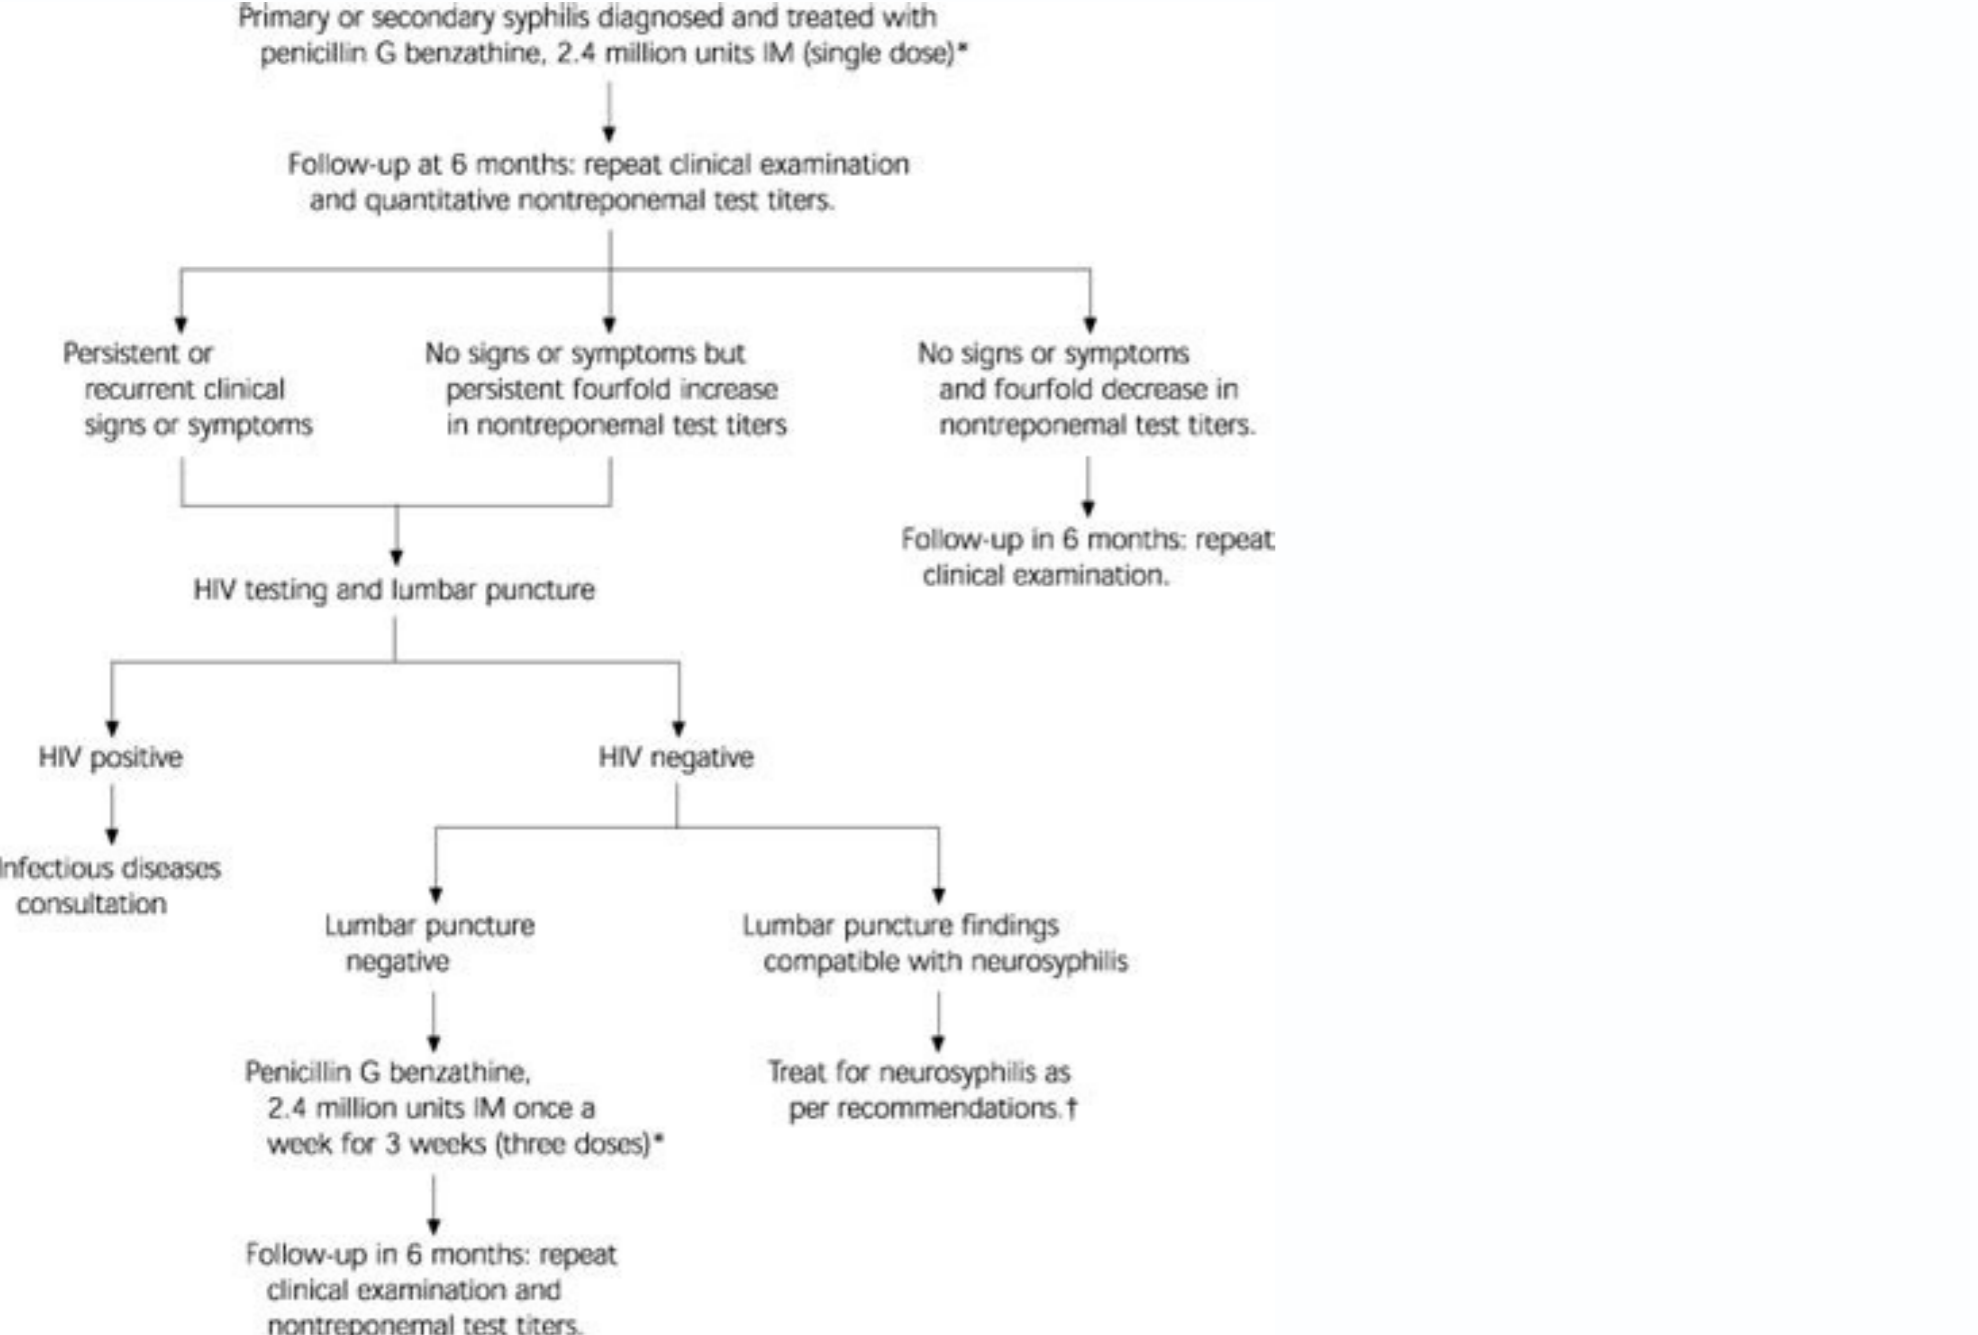 Primary or secondary syphilis diagnosed and treated with
penicillin G benzathine, 2.4 million units IM (single dose)*
Follow-up at 6 months: repeat clinical examination
and quantitative nontreponemal test titers.
Persistent or
recurrent clinical
signs or symptoms
No signs or symptoms but
persistent fourfold increase
in nontreponemal test titers
No signs or symptoms
and fourfold decrease in
nontreponemal test titers.
Follow-up in 6 months: repeat
clinical examination.
HIV testing and lumbar puncture
HIV positive
HIV negative
Infectious diseases
consultation
Lumbar puncture
negative
Lumbar puncture findings
compatible with neurosyphilis
Penicillin G benzathine,
2.4 million units IM once a
week for 3 weeks (three doses)*
Treat for neurosyphilis as
per recommendations.†
Follow-up in 6 months: repeat
clinical examination and
nontreponemal test titers.